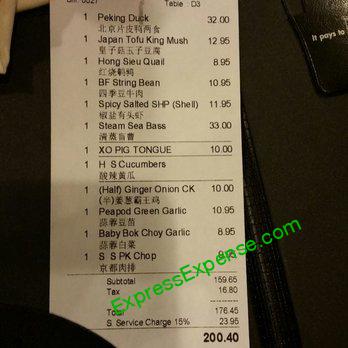 Table : D3
1 Peking Duck 32.00
北京片皮鸭两食
1 Japan Tofu King Mush 12.95
皇子菇玉子豆腐
1 Hong Sieu Quail 8.95
红烧鹌鹑
1 BF String Bean 10.95
四季豆牛肉
1 Spicy Salted SHP (Shell) 11.95
椒盐有头虾
1 Steam Sea Bass 33.00
清蒸盲曹
1 XO PIG TONGUE 10.00
1 H S Cucumbers
酸辣黄瓜
1 (Half) Ginger Onion CK 10.00
(半)姜葱霸王鸡
1 Peapod Green Garlic 10.95
蒜蓉豆苗
1 Baby Bok Choy Garlic 8.95
蒜蓉白菜
1 S S PK Chop
京都肉排
Subtotal 159.65
Tax 16.80
Total 176.45
S Service Charge 15% 23.95
200.40
ExpressExpense.com
It pays to